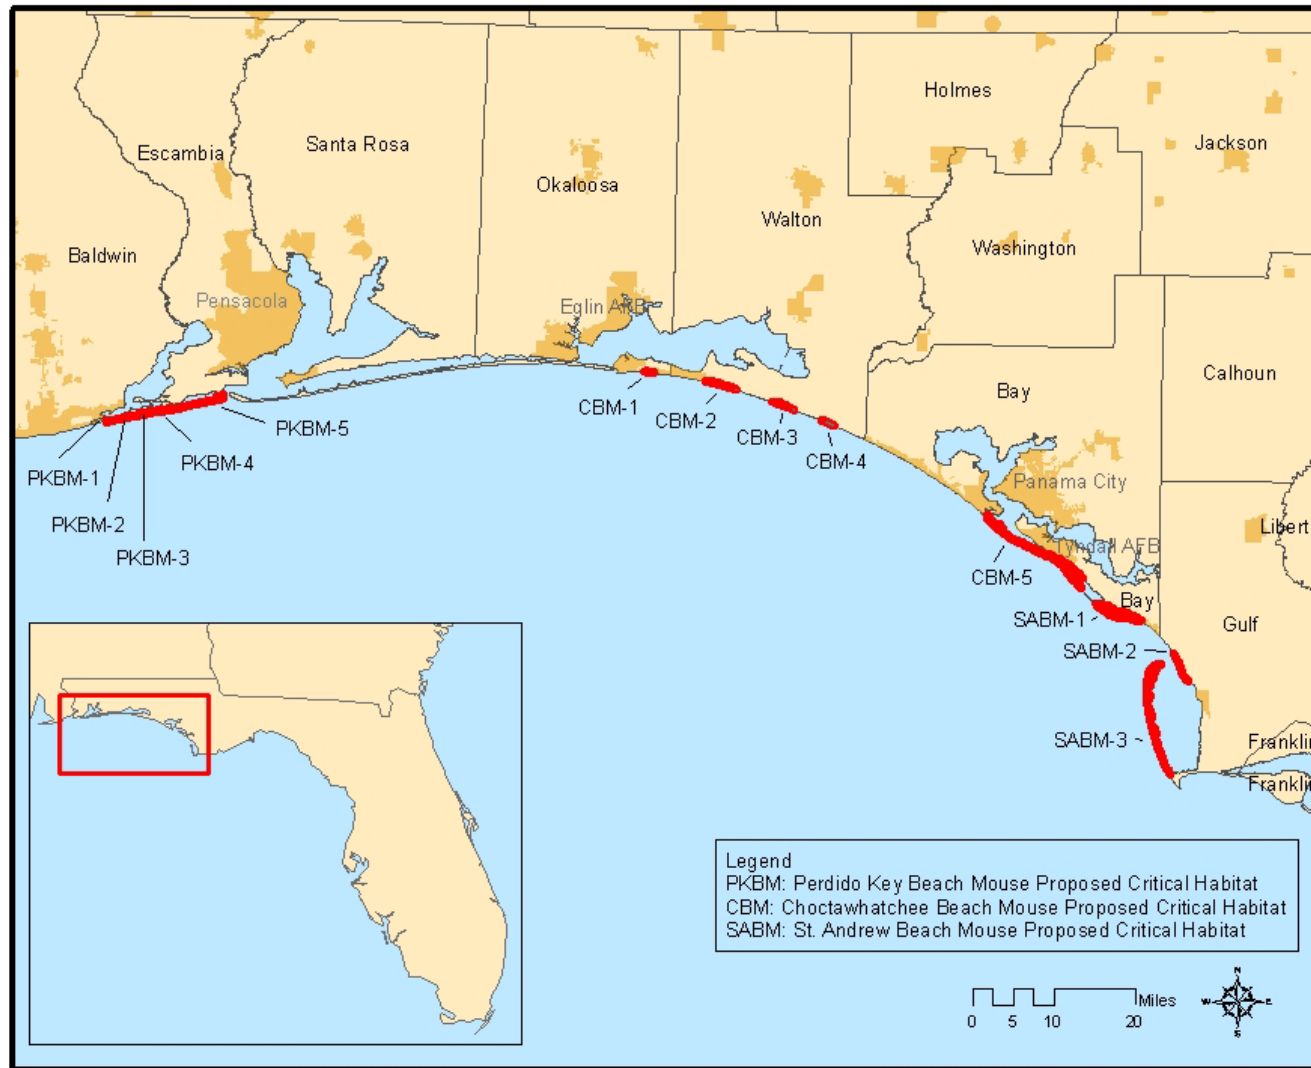 Holmes
Jackson
Escambia
Santa Rosa
Okaloosa
Walton
Washington
Baldwin
Pensacola
Eglin AFB
Calhoun
Bay
CBM-1
CBM-2
CBM-3
CBM-4
PKBM-5
PKBM-4
PKBM-1
PKBM-2
PKBM-3
Panama City
Libert
Tyndall AFB
CBM-5
Bay
SABM-1
Gulf
SABM-2
SABM-3
Franklin
Franklin
Legend
PKBM: Perdido Key Beach Mouse Proposed Critical Habitat
CBM: Choctawhatchee Beach Mouse Proposed Critical Habitat
SABM: St. Andrew Beach Mouse Proposed Critical Habitat
Miles
0 5 10 20
N
W E
S